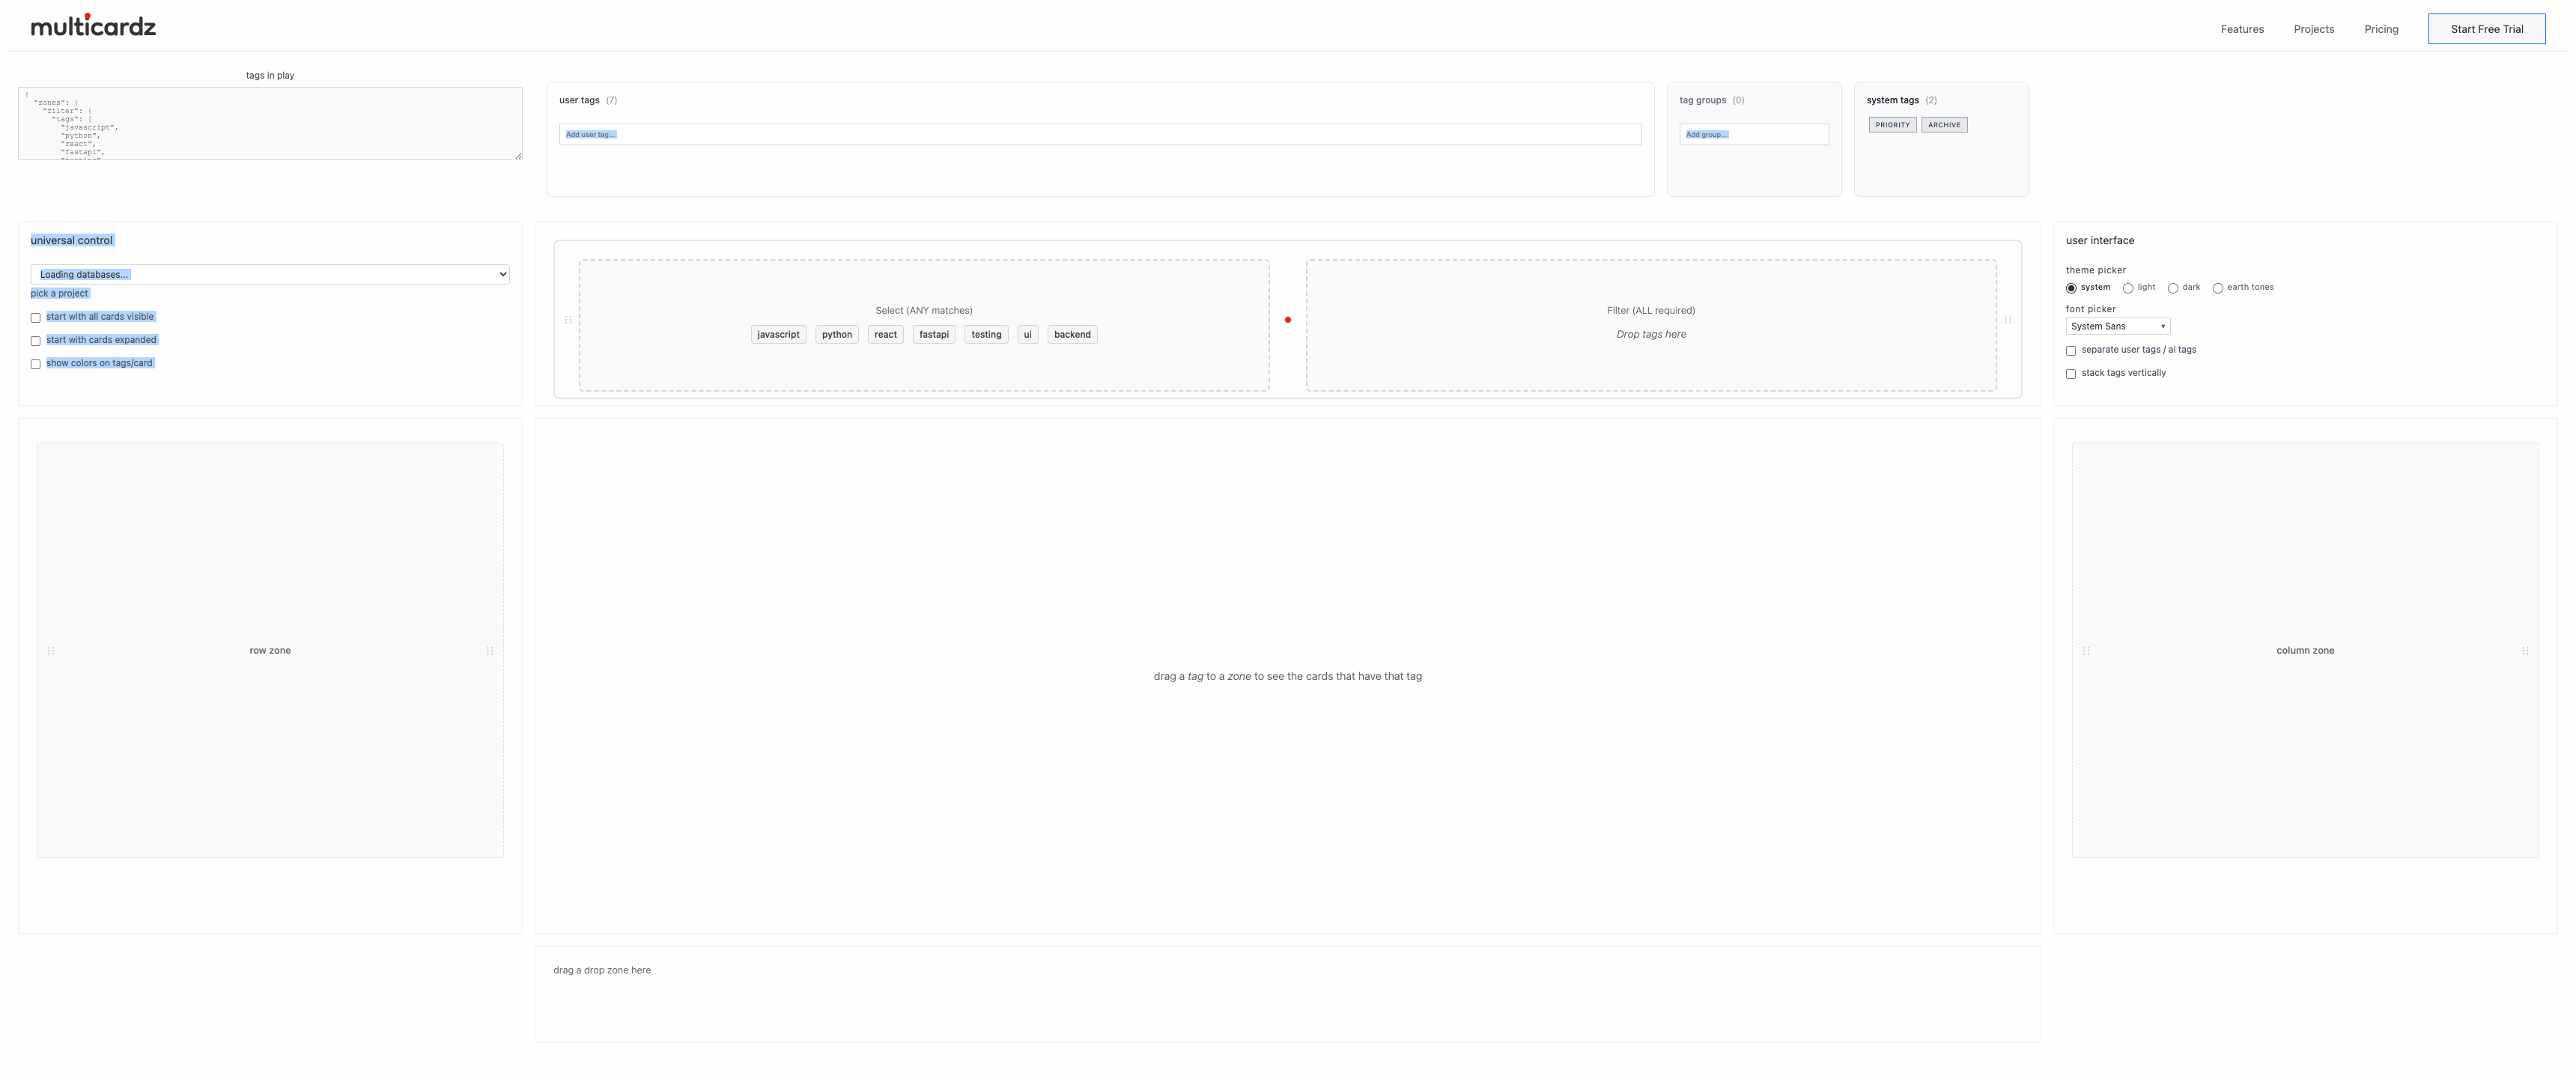 multicardz
Features Projects Pricing Start Free Trial
tags in play
{
"zones": {
"filter": {
"tags": [
"javascript",
"python",
"react",
"fastapi",
user tags (7)
Add user tag...
tag groups (0)
Add group...
system tags (2)
PRIORITY ARCHIVE
universal control
Loading databases...
pick a project
start with all cards visible
start with cards expanded
show colors on tags/card
Select (ANY matches)
javascript python react fastapi testing ui backend
Filter (ALL required)
Drop tags here
user interface
theme picker
system light dark earth tones
font picker
System Sans
separate user tags / ai tags
stack tags vertically
row zone
drag a tag to a zone to see the cards that have that tag
column zone
drag a drop zone here